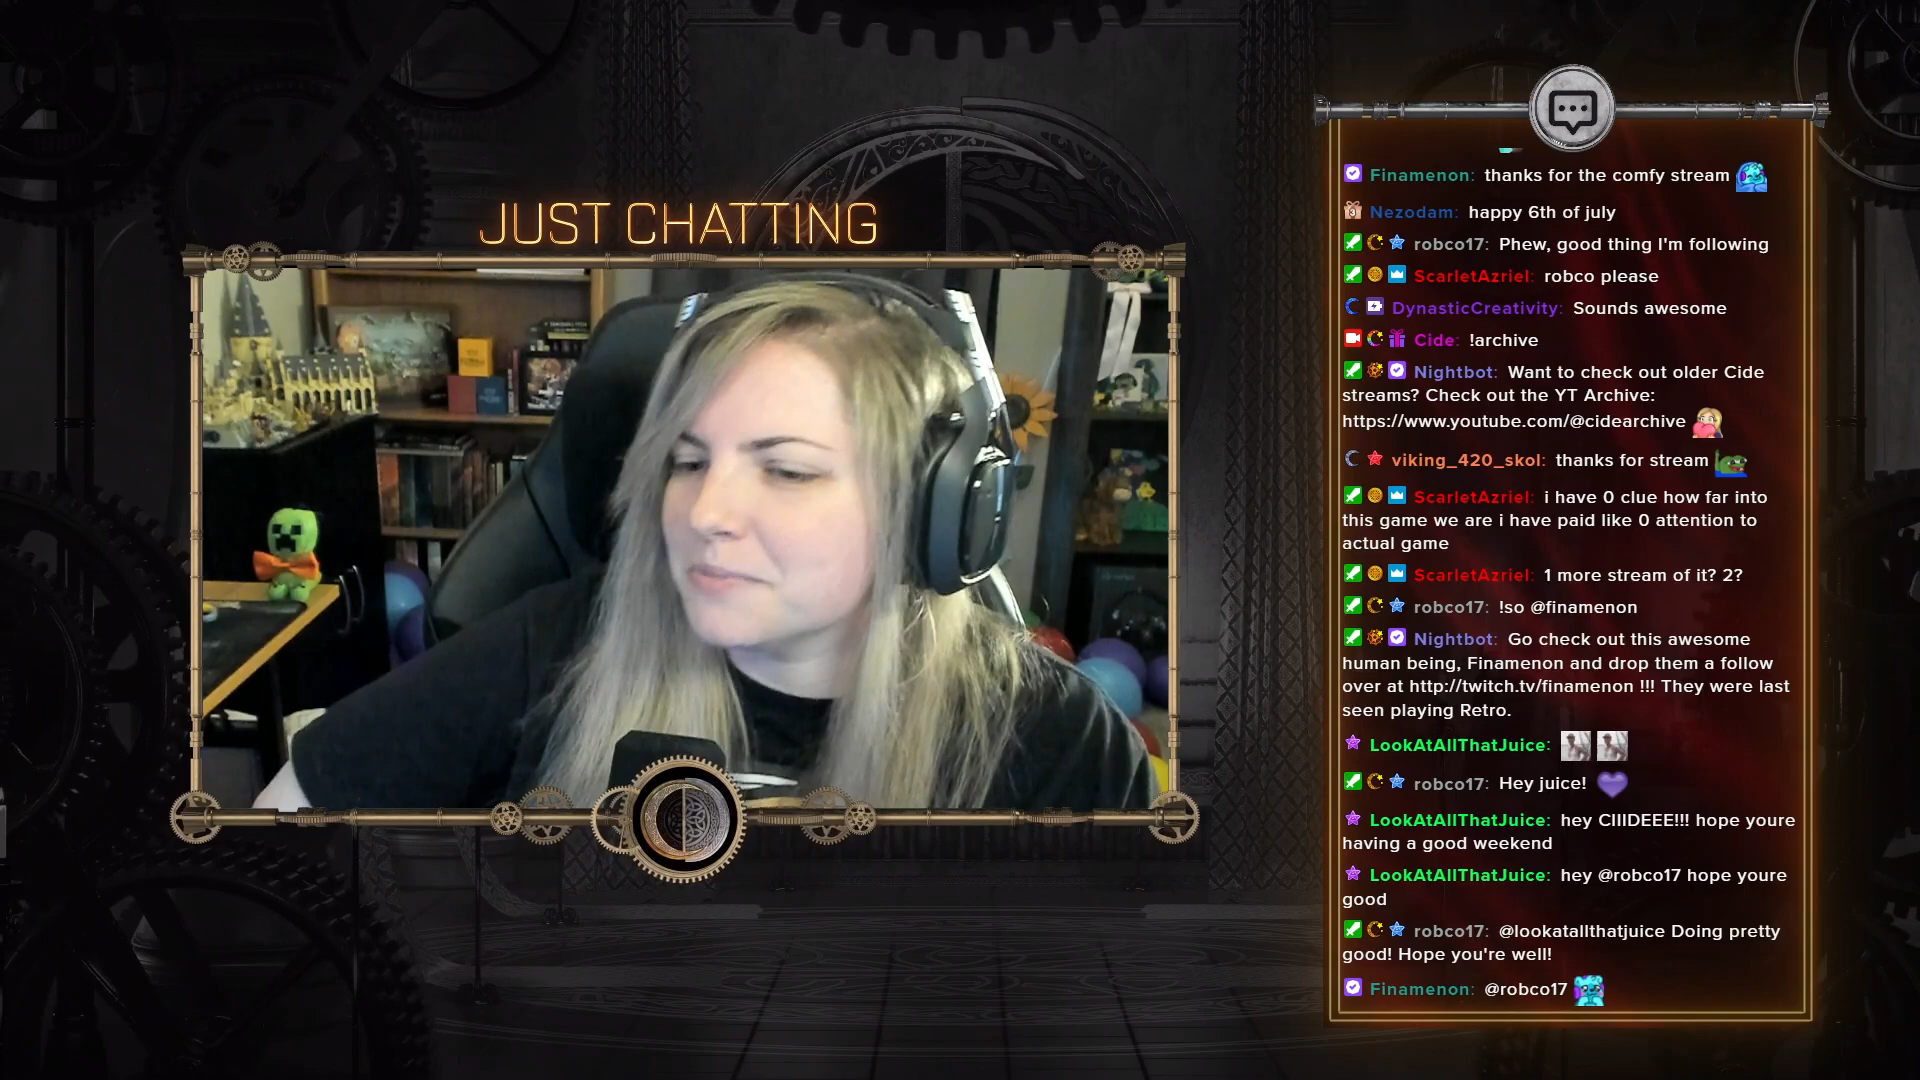 JUST CHATTING
Finamenon: thanks for the comfy stream
Nezodam: happy 6th of july
robco17: Phew, good thing I'm following
ScarletAzriel: robco please
DynasticCreativity: Sounds awesome
Cide: !archive
Nightbot: Want to check out older Cide
streams? Check out the YT Archive:
https://www.youtube.com/@cidearchive
viking_420_skol: thanks for stream
ScarletAzriel: i have 0 clue how far into
this game we are i have paid like 0 attention to
actual game
ScarletAzriel: 1 more stream of it? 2?
robco17: !so @finamenon
Nightbot: Go check out this awesome
human being, Finamenon and drop them a follow
over at http://twitch.tv/finamenon !!! They were last
seen playing Retro.
LookAtAllThatJuice:
robco17: Hey juice!
LookAtAllThatJuice: hey CIIIDEEE!!! hope youre
having a good weekend
LookAtAllThatJuice: hey @robco17 hope youre
good
robco17: @lookatallthatjuice Doing pretty
good! Hope you're well!
Finamenon: @robco17